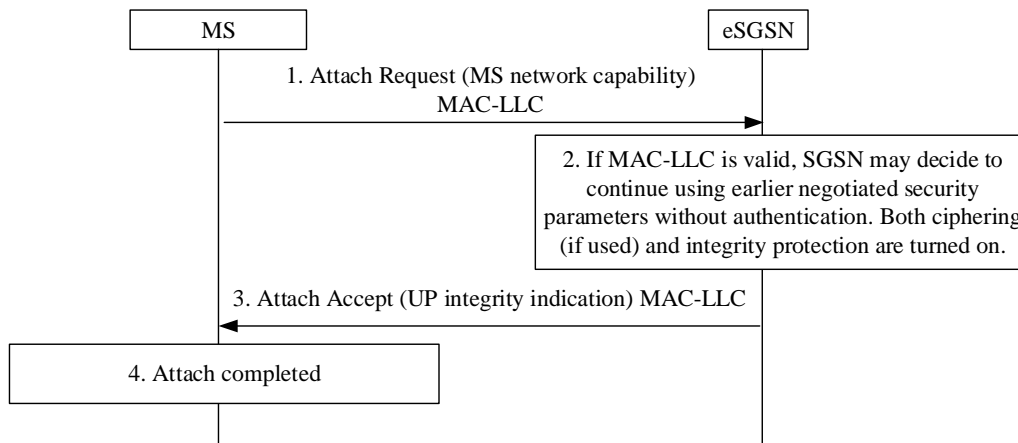 MS
eSGSN
1. Attach Request (MS network capability)
MAC-LLC
2. If MAC-LLC is valid, SGSN may decide to
continue using earlier negotiated security
parameters without authentication. Both ciphering
(if used) and integrity protection are turned on.
3. Attach Accept (UP integrity indication) MAC-LLC
4. Attach completed